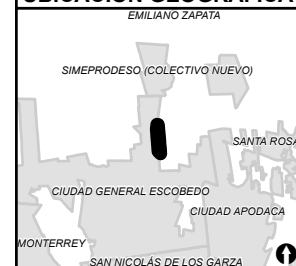 UBICACIÓN GEOGRÁFICA
EMILIANO ZAPATA
SIMEPRODESO (COLECTIVO NUEVO)
SANTA ROSA
CIUDAD GENERAL ESCOBEDO
CIUDAD APODACA
MONTERREY
SAN NICOLÁS DE LOS GARZA